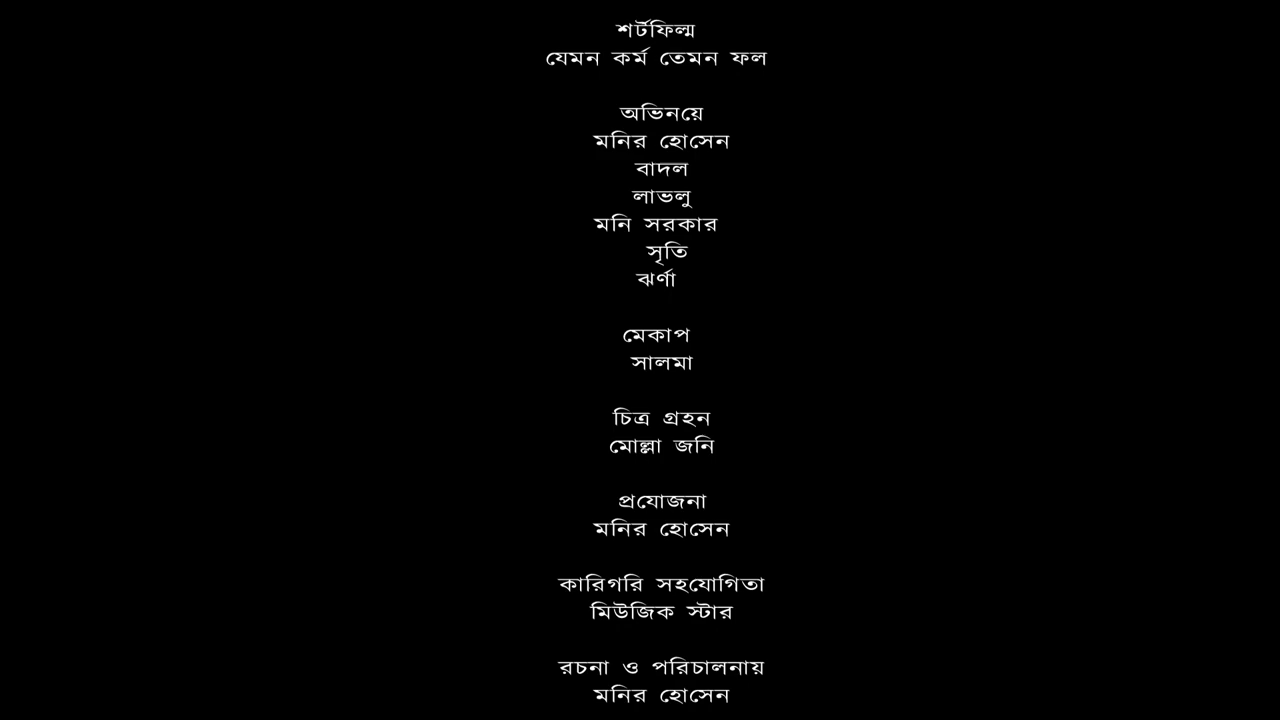 শর্টফিল্ম
যেমন কর্ম তেমন ফল
অভিনয়ে
মনির হোসেন
বাদল
লাভলু
মনি সরকার
সৃতি
ঝর্ণা
মেকাপ
সালমা
চিত্র গ্রহন
মোল্লা জনি
প্রযোজনা
মনির হোসেন
কারিগরি সহযোগিতা
মিউজিক স্টার
রচনা ও পরিচালনায়
মনির হোসেন